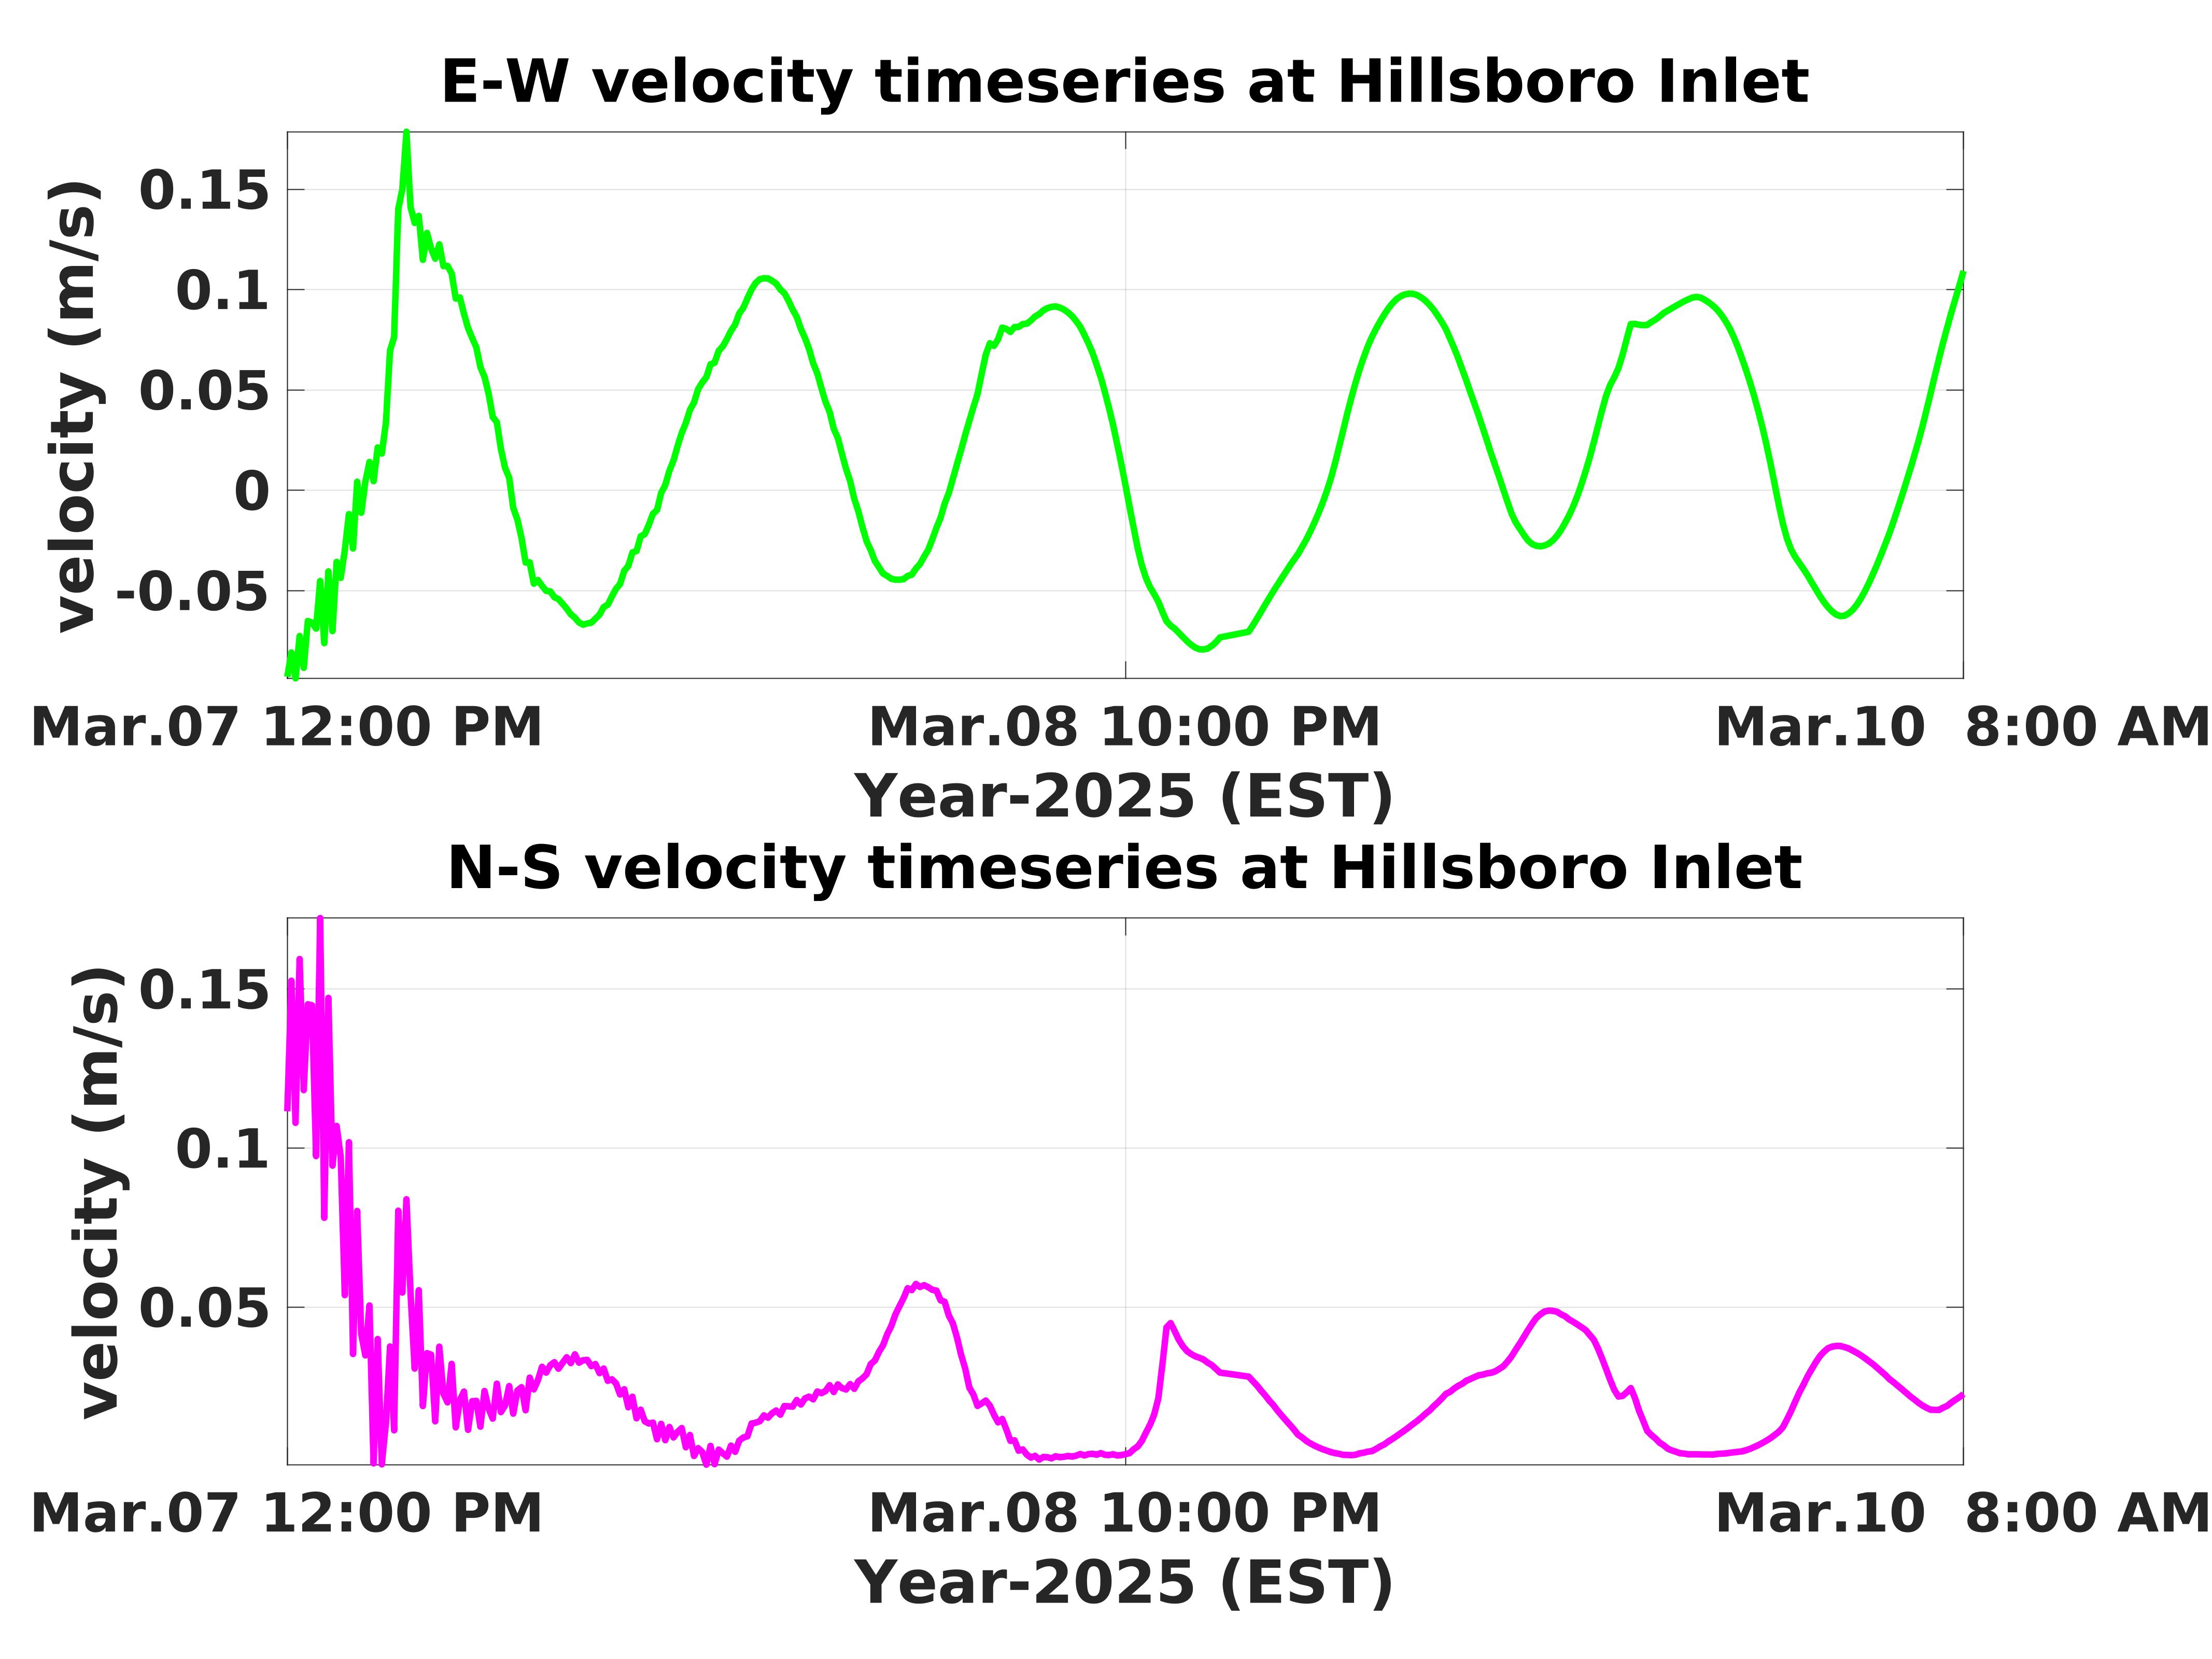 E-W velocity timeseries at Hillsboro Inlet
velocity (m/s)
0.15
0.1
0.05
0
-0.05
Mar.07 12:00 PM Mar.08 10:00 PM Mar.10  8:00 AM
Year-2025 (EST)
N-S velocity timeseries at Hillsboro Inlet
velocity (m/s)
0.15
0.1
0.05
Mar.07 12:00 PM Mar.08 10:00 PM Mar.10  8:00 AM
Year-2025 (EST)